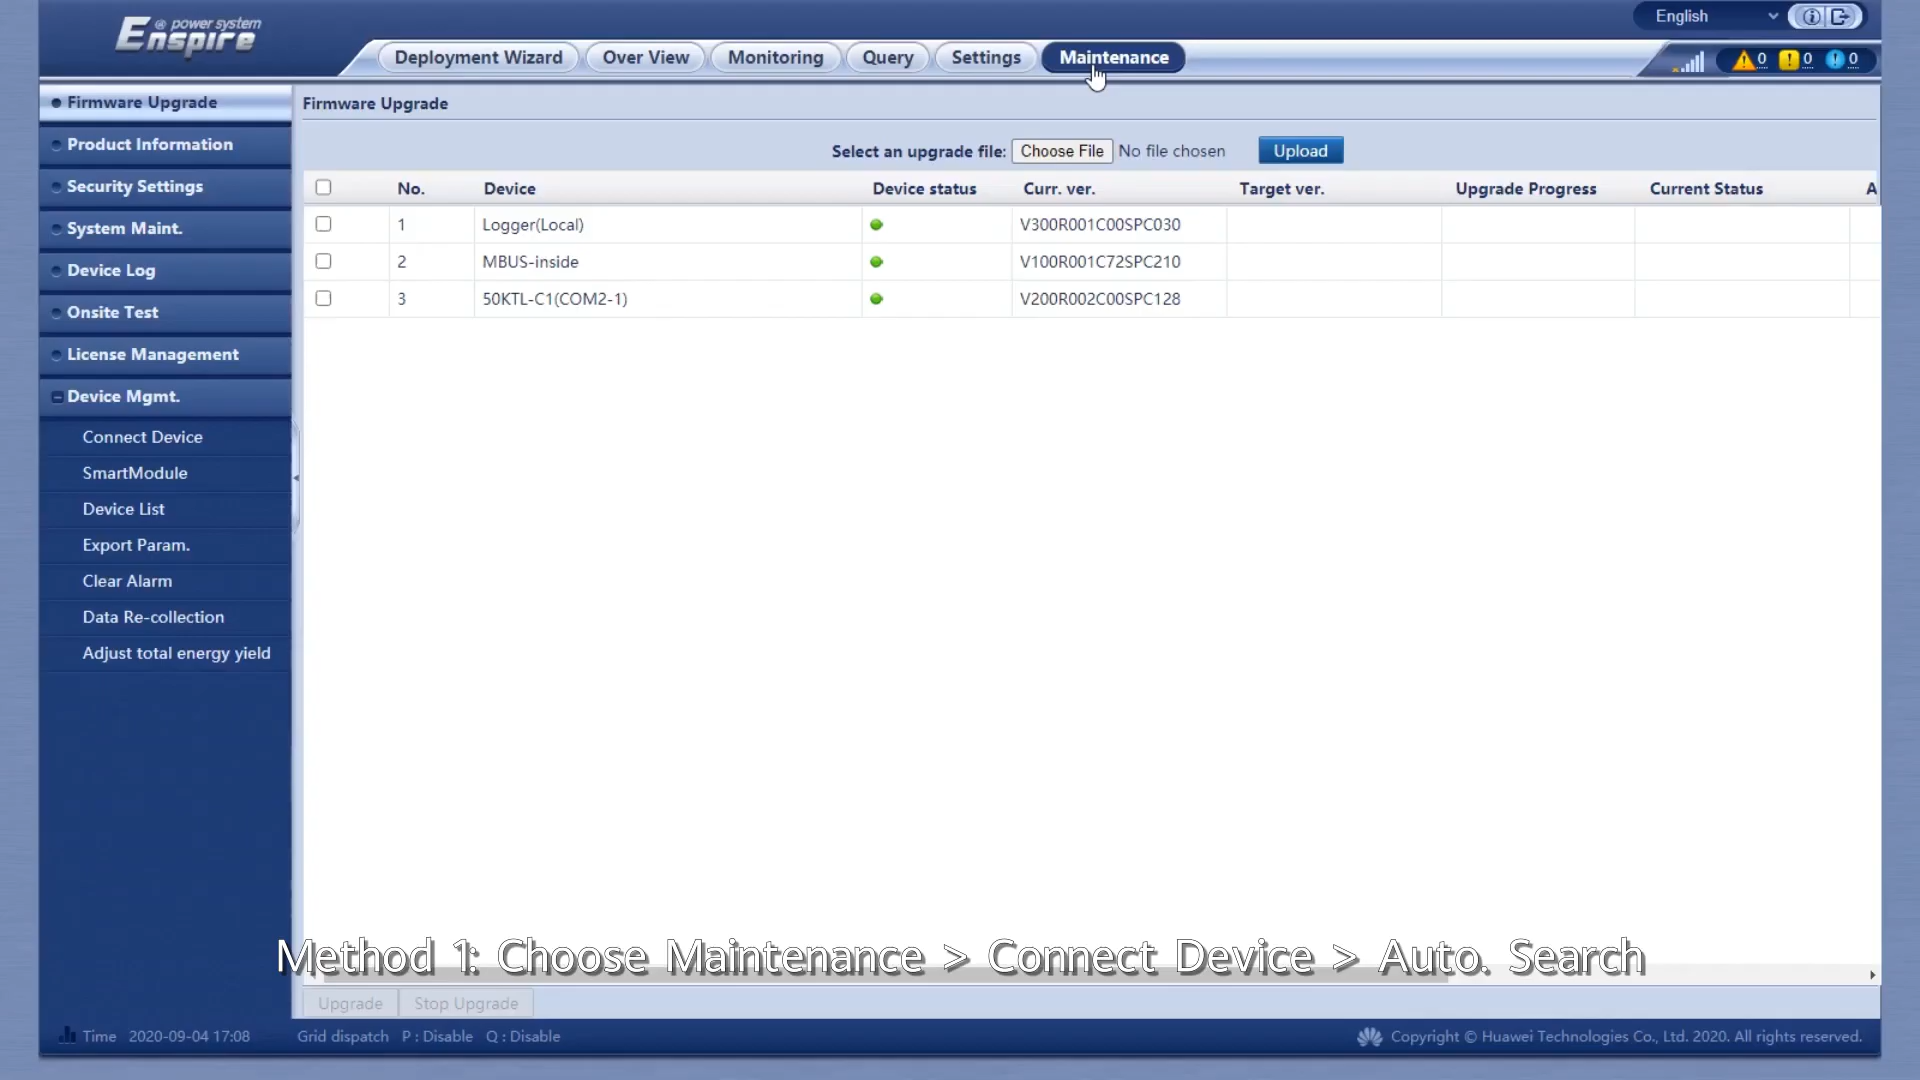 @ power system
Enspire
English
Deployment Wizard Over View Monitoring Query Settings Maintenance
0 0 0
Firmware Upgrade
Product Information
Security Settings
System Maint.
Device Log
Onsite Test
License Management
Device Mgmt.
Connect Device
SmartModule
Device List
Export Param.
Clear Alarm
Data Re-collection
Adjust total energy yield
Firmware Upgrade
Select an upgrade file: Choose File No file chosen Upload
No. Device Device status Curr. ver. Target ver. Upgrade Progress Current Status A
1 Logger(Local) V300R001C00SPC030
2 MBUS-inside V100R001C72SPC210
3 50KTL-C1(COM2-1) V200R002C00SPC128
Method 1: Choose Maintenance > Connect Device > Auto. Search
Upgrade Stop Upgrade
Time 2020-09-04 17:08 Grid dispatch P : Disable Q : Disable Copyright © Huawei Technologies Co., Ltd. 2020. All rights reserved.